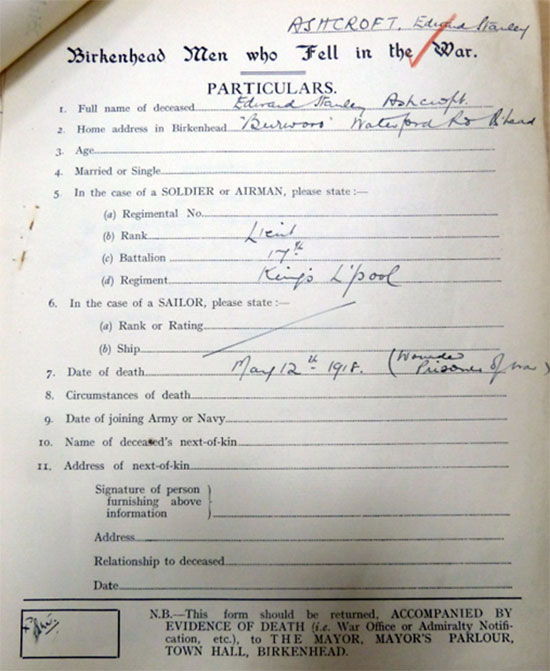 ASHCROFT. Edward Stanley
Birkenhead Men who Fell in the War.
PARTICULARS.
1. Full name of deceased Edward Stanley Ashcroft.
2. Home address in Birkenhead Waterford Rd B'head
3. Age
4. Married or Single
5. In the case of a SOLDIER or AIRMAN, please state :—
(a) Regimental No.
(b) Rank Lieut
(c) Battalion 17th
(d) Regiment King's L'pool
6. In the case of a SAILOR, please state :—
(a) Rank or Rating
(b) Ship
7. Date of death May 12th 1918. (Wounded Prisoner of war)
8. Circumstances of death
9. Date of joining Army or Navy
10. Name of deceased's next-of-kin
11. Address of next-of-kin
Signature of person
furnishing above
information
Address
Relationship to deceased
Date
N.B.—This form should be returned, ACCOMPANIED BY
EVIDENCE OF DEATH (i.e. War Office or Admiralty Notifi-
cation, etc.), to THE MAYOR, MAYOR'S PARLOUR,
TOWN HALL, BIRKENHEAD.